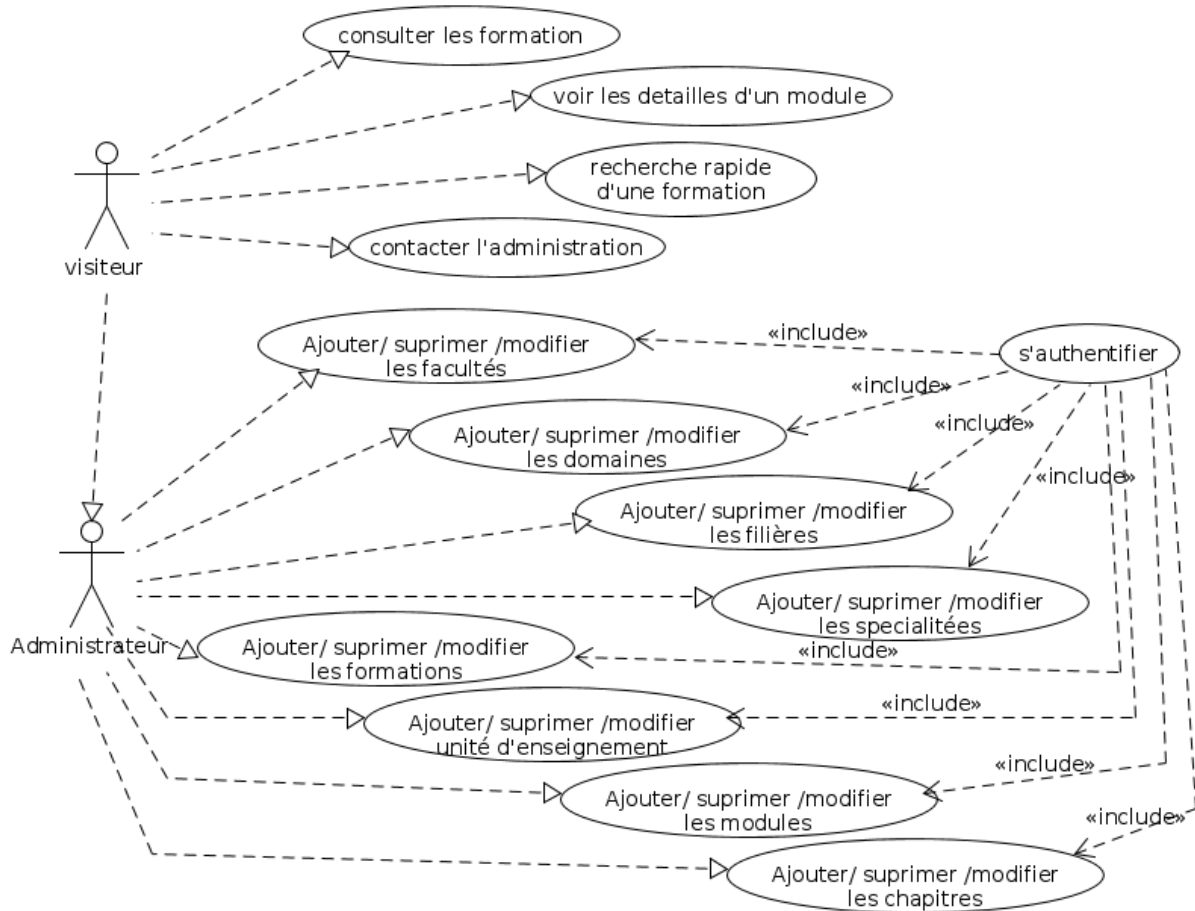 consulter les formation
voir les detailles d'un module
recherche rapide
d'une formation
contacter l'administration
visiteur
Ajouter/ suprimer /modifier
les facultés
«include»
s'authentifier
«include»
Ajouter/ suprimer /modifier
les domaines
«include»
«include»
Ajouter/ suprimer /modifier
les filières
Ajouter/ suprimer /modifier
les specialitées
Administrateur
Ajouter/ suprimer /modifier
les formations
«include»
«include»
Ajouter/ suprimer /modifier
unité d'enseignement
«include»
Ajouter/ suprimer /modifier
les modules
«include»
Ajouter/ suprimer /modifier
les chapitres